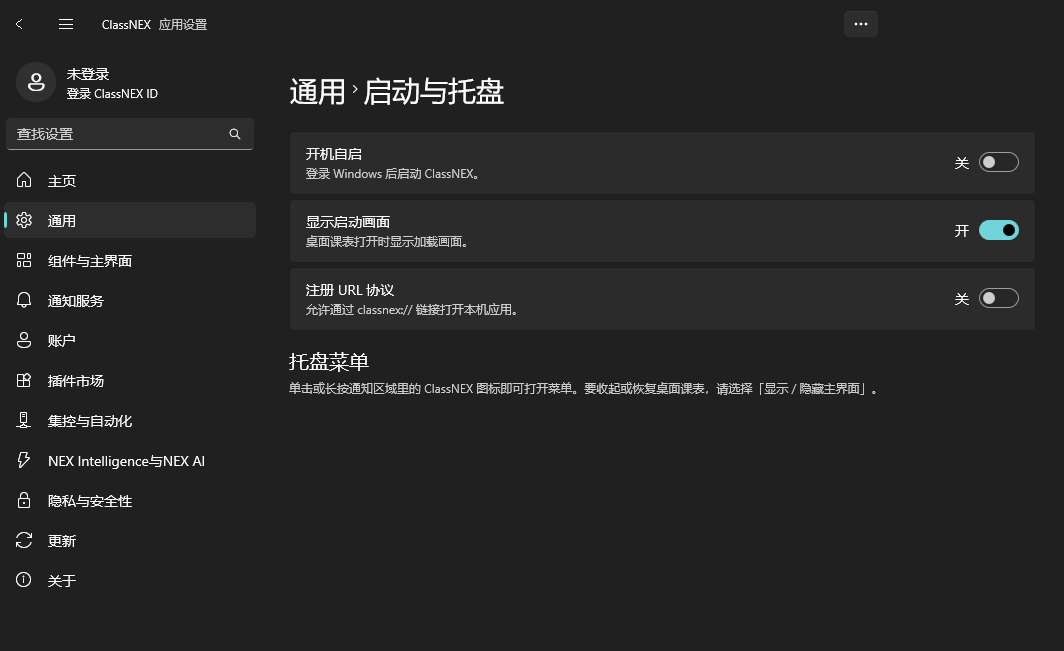 ClassNEX 应用设置
未登录
登录 ClassNEX ID
查找设置
主页
通用
组件与主界面
通知服务
账户
插件市场
集控与自动化
NEX Intelligence与NEX AI
隐私与安全性
更新
关于
通用 › 启动与托盘
开机自启
登录 Windows 后启动 ClassNEX。
关
显示启动画面
桌面课表打开时显示加载画面。
开
注册 URL 协议
允许通过 classnex:// 链接打开本机应用。
关
托盘菜单
单击或长按通知区域里的 ClassNEX 图标即可打开菜单。要收起或恢复桌面课表，请选择「显示 / 隐藏主界面」。